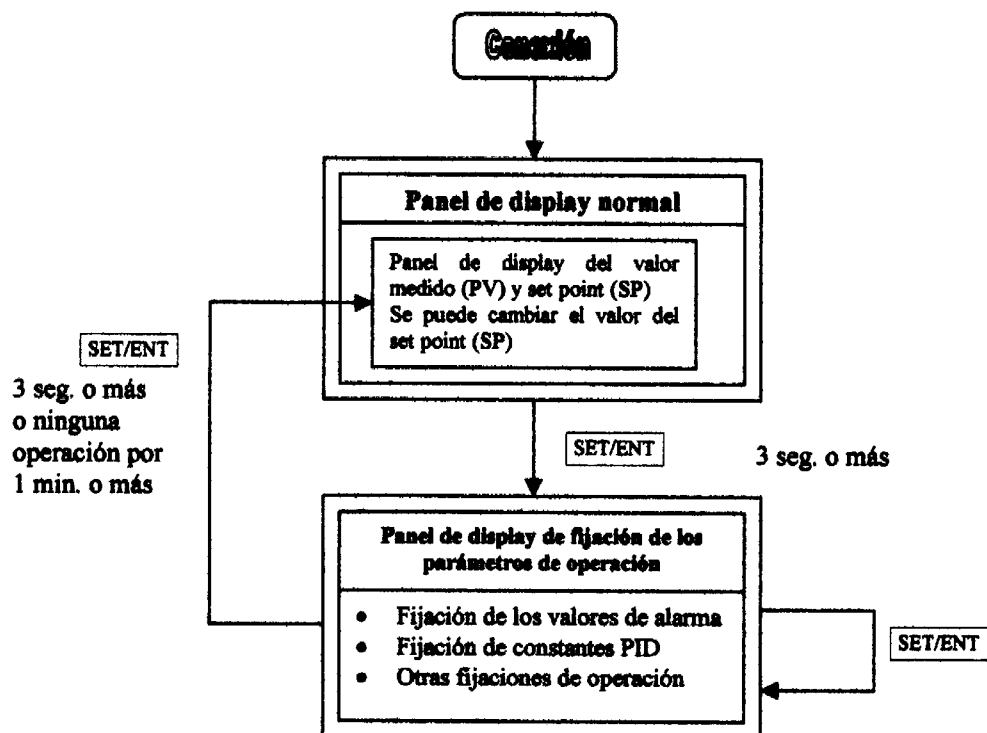 Conexión
Panel de display normal
Panel de display del valor
medido (PV) y set point (SP)
Se puede cambiar el valor del
set point (SP)
SET/ENT
3 seg. o más
o ninguna
operación por
1 min. o más
SET/ENT
3 seg. o más
Panel de display de fijación de los
parámetros de operación
• Fijación de los valores de alarma
• Fijación de constantes PID
• Otras fijaciones de operación
SET/ENT